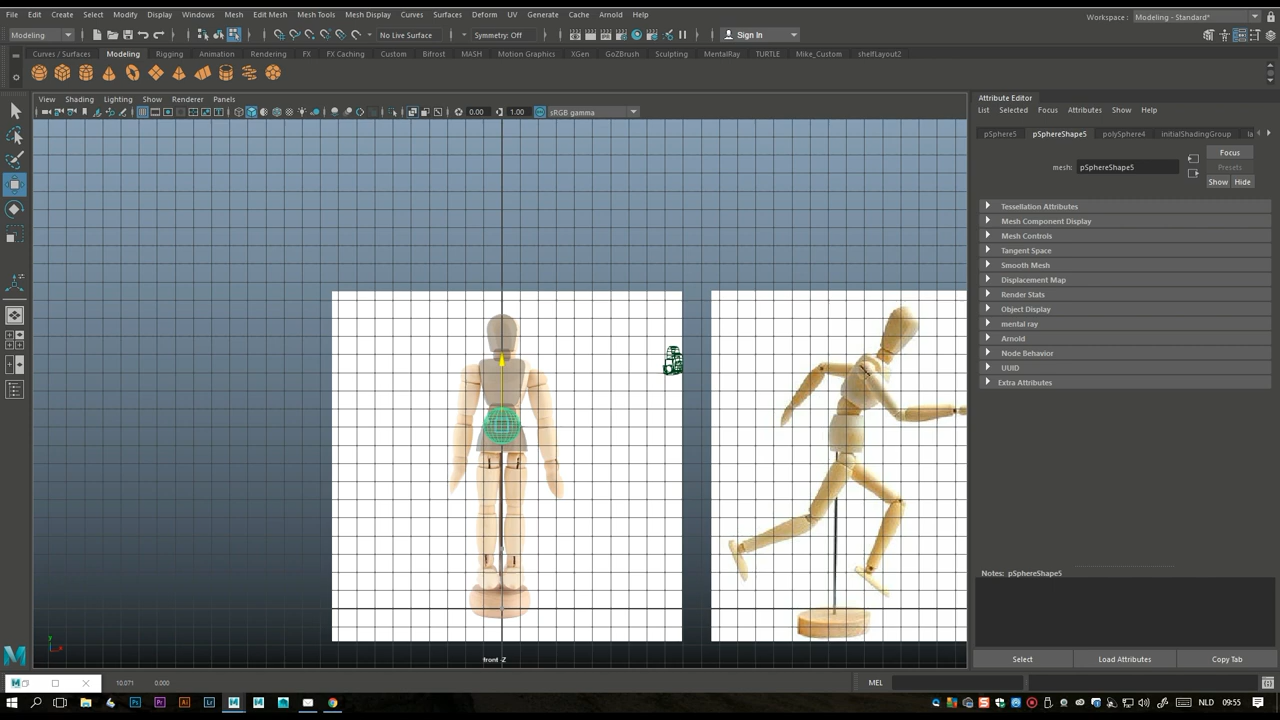 File Edit Create Select Modify Display Windows Mesh Edit Mesh Mesh Tools Mesh Display Curves Surfaces Deform UV Generate Cache Arnold Help
Workspace : Modeling - Standard*
Modeling No Live Surface Symmetry: Off Sign In
Curves / Surfaces Modeling Rigging Animation Rendering FX FX Caching Custom Bifrost MASH Motion Graphics XGen GoZBrush Sculpting MentalRay TURTLE Mike_Custom shelfLayout2
View Shading Lighting Show Renderer Panels
0.00 1.00 sRGB gamma
front -Z
y
x
Attribute Editor
List Selected Focus Attributes Show Help
pSphere5 pSphereShape5 polySphere4 initialShadingGroup la
Focus
mesh: pSphereShape5
Presets
Show Hide
Tessellation Attributes
Mesh Component Display
Mesh Controls
Tangent Space
Smooth Mesh
Displacement Map
Render Stats
Object Display
mental ray
Arnold
Node Behavior
UUID
Extra Attributes
Notes: pSphereShape5
Select Load Attributes Copy Tab
10.071 0.000 MEL
NLD 09:55